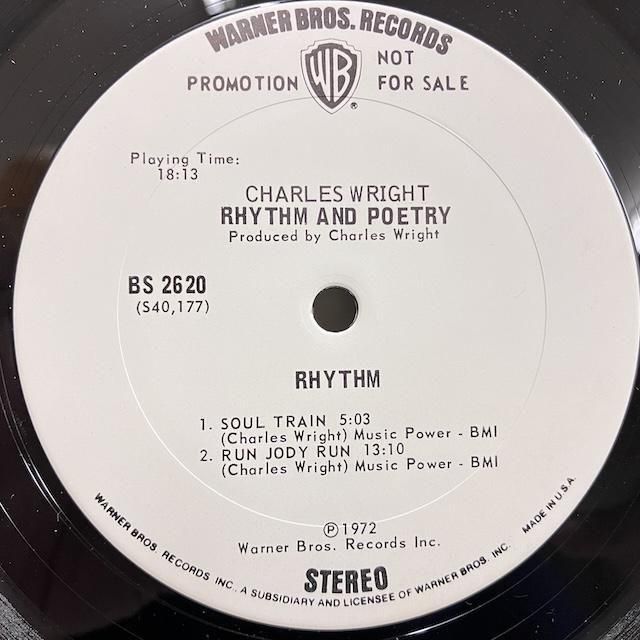 WARNER BROS. RECORDS
PROMOTION WB NOT FOR SALE
®
Playing Time:
18:13
CHARLES WRIGHT
RHYTHM AND POETRY
Produced by Charles Wright
BS 2620
(S40,177)
RHYTHM
1. SOUL TRAIN 5:03
(Charles Wright) Music Power - BMI
2. RUN JODY RUN 13:10
(Charles Wright) Music Power - BMI
℗ 1972
Warner Bros. Records Inc.
STEREO
WARNER BROS. RECORDS INC., A SUBSIDIARY AND LICENSEE OF WARNER BROS. INC. MADE IN U.S.A.